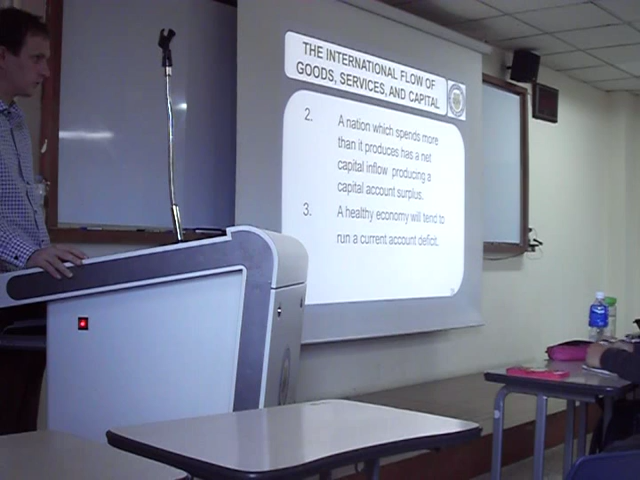 THE INTERNATIONAL FLOW OF
GOODS, SERVICES, AND CAPITAL
2. A nation which spends more
than it produces has a net
capital inflow producing a
capital account surplus.
3. A healthy economy will tend to
run a current account deficit.